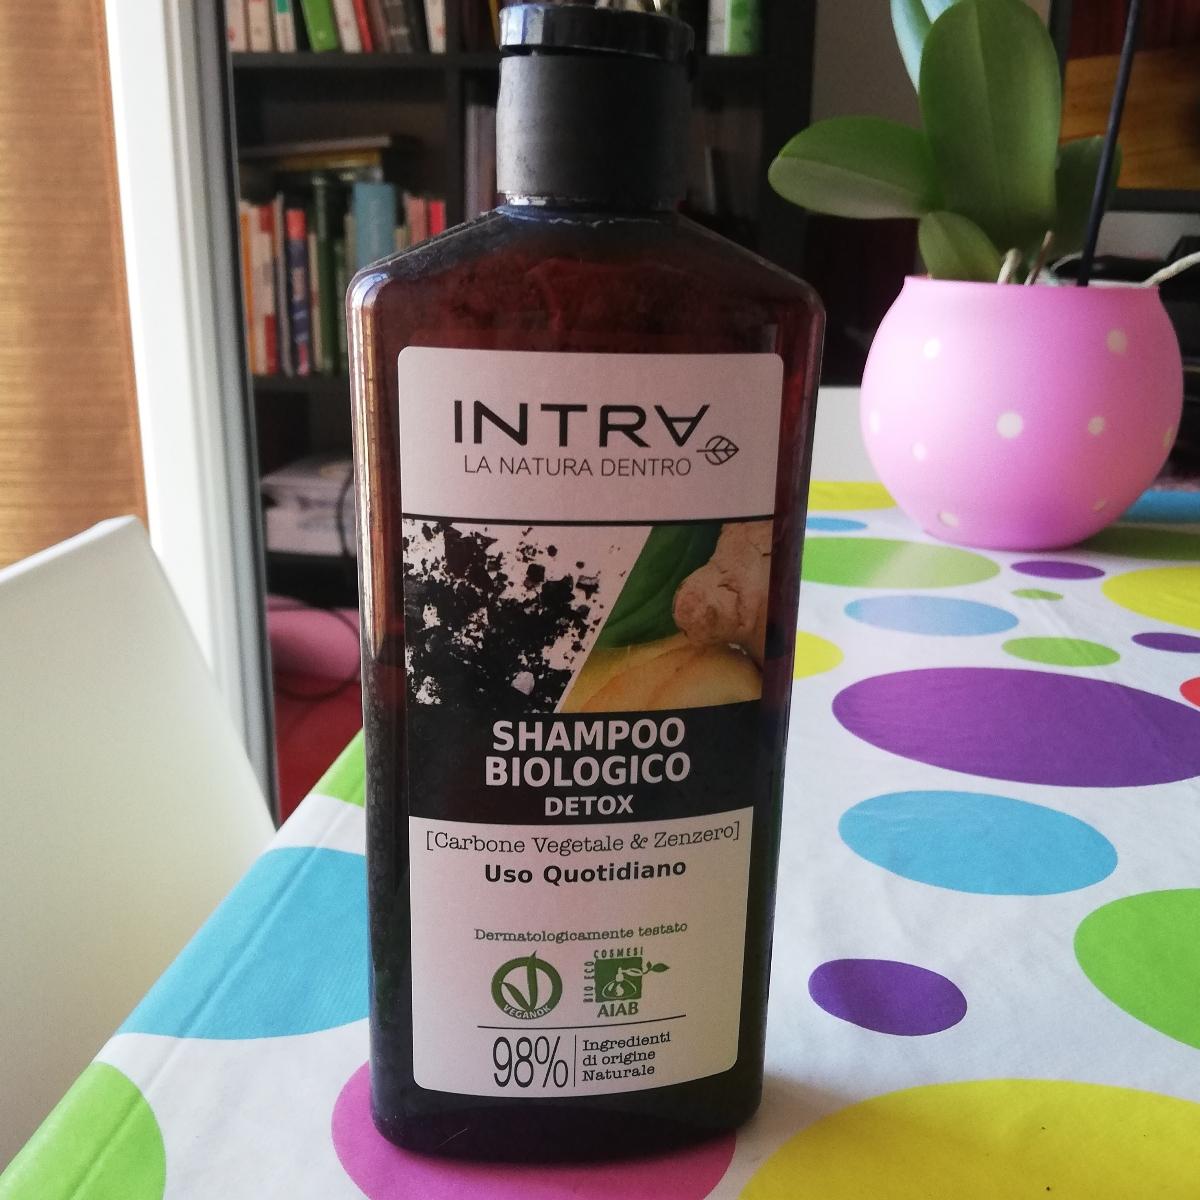 INTRA
LA NATURA DENTRO
SHAMPOO
BIOLOGICO
DETOX
[Carbone Vegetale & Zenzero]
Uso Quotidiano
Dermatologicamente testato
VEGANOK
BIO ECO COSMESI
AIAB
98%
Ingredienti
di origine
Naturale